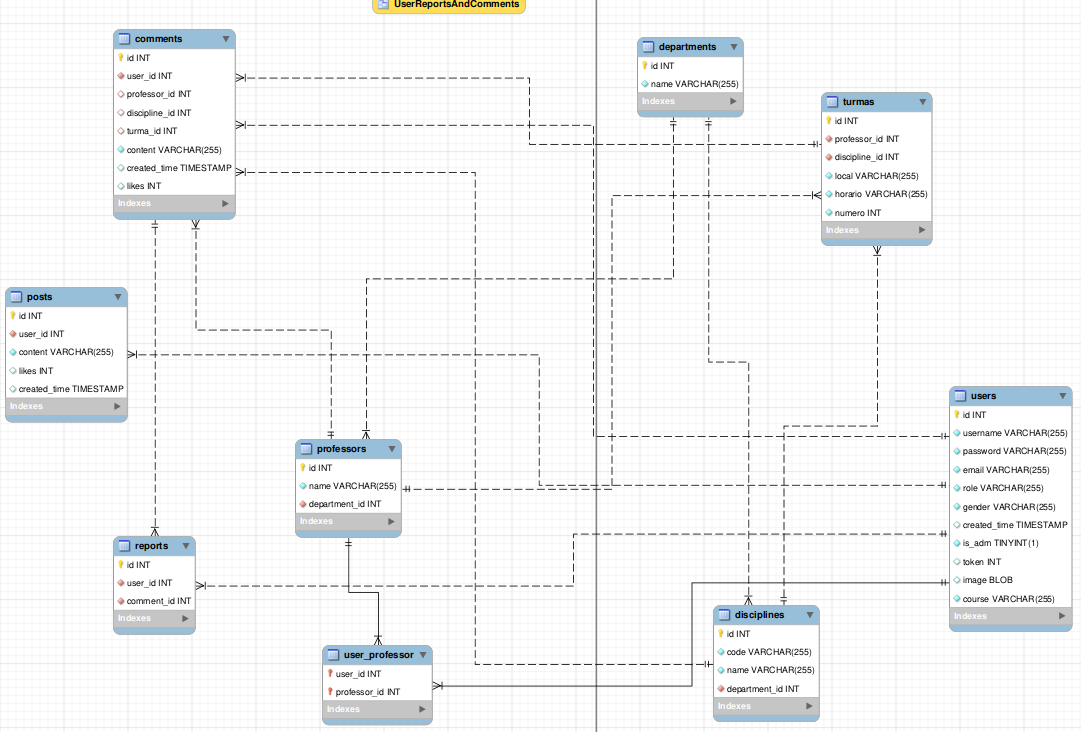 UserReportsAndComments
comments
id INT
user_id INT
professor_id INT
discipline_id INT
turma_id INT
content VARCHAR(255)
created_time TIMESTAMP
likes INT
Indexes
departments
id INT
name VARCHAR(255)
Indexes
turmas
id INT
professor_id INT
discipline_id INT
local VARCHAR(255)
horario VARCHAR(255)
numero INT
Indexes
posts
id INT
user_id INT
content VARCHAR(255)
likes INT
created_time TIMESTAMP
Indexes
professors
id INT
name VARCHAR(255)
department_id INT
Indexes
users
id INT
username VARCHAR(255)
password VARCHAR(255)
email VARCHAR(255)
role VARCHAR(255)
gender VARCHAR(255)
created_time TIMESTAMP
is_adm TINYINT(1)
token INT
image BLOB
course VARCHAR(255)
Indexes
reports
id INT
user_id INT
comment_id INT
Indexes
user_professor
user_id INT
professor_id INT
Indexes
disciplines
id INT
code VARCHAR(255)
name VARCHAR(255)
department_id INT
Indexes